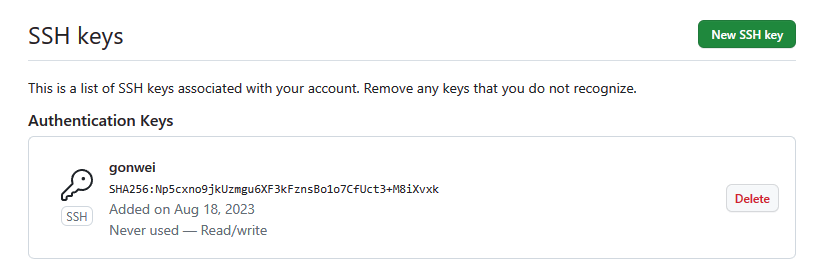 SSH keys
New SSH key
This is a list of SSH keys associated with your account. Remove any keys that you do not recognize.
Authentication Keys
gonwei
SHA256:Np5cxno9jkUzmgu6XF3kFznsBo1o7CfUct3+M8iXvxk
SSH
Added on Aug 18, 2023
Never used — Read/write
Delete